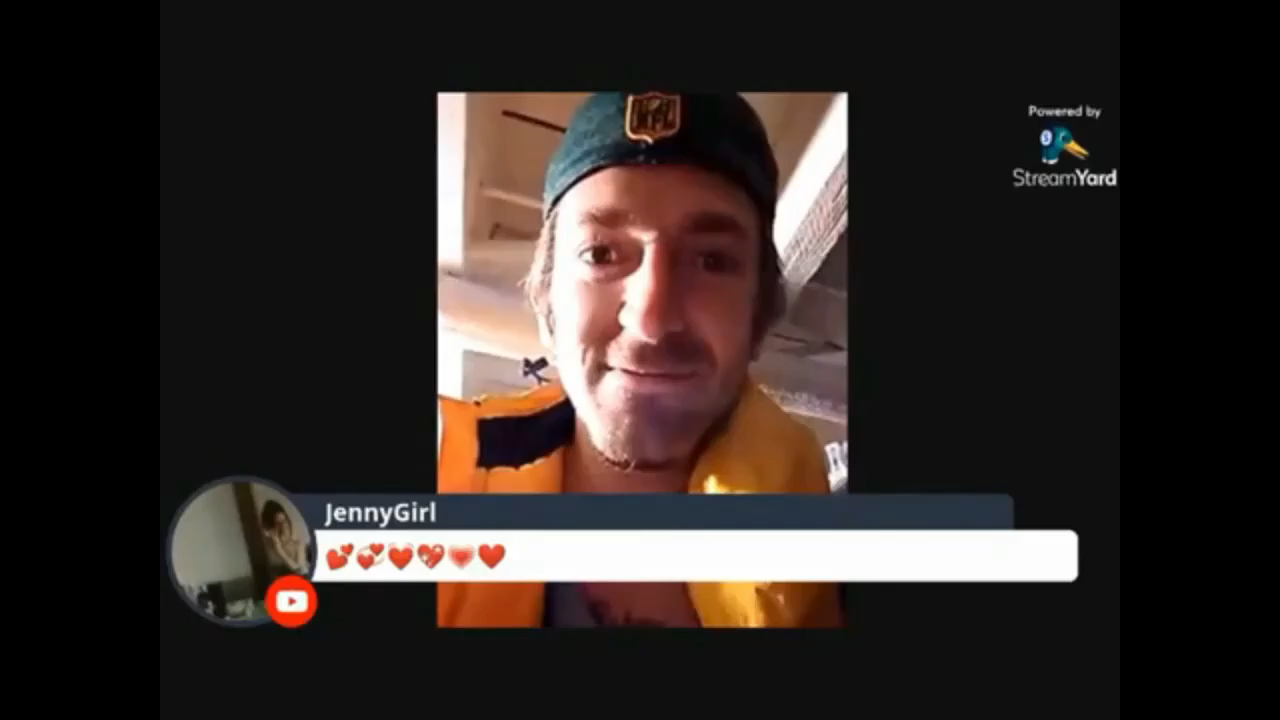 NFL
Powered by
StreamYard
JennyGirl
💕💞❤️💖💗❤️